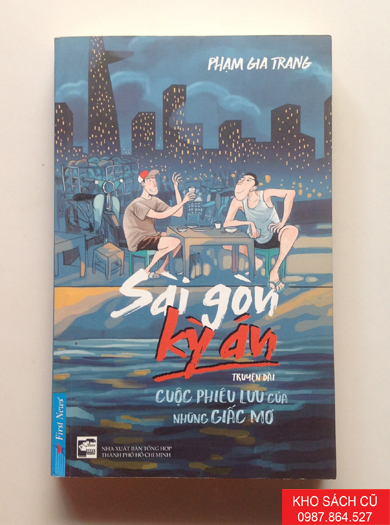 PHẠM GIA TRANG
Sài gòn
kỳ án
TRUYỆN DÀI
CUỘC PHIÊU LƯU CỦA
NHỮNG GIẤC MƠ
First News
NHÀ XUẤT BẢN TỔNG HỢP
THÀNH PHỐ HỒ CHÍ MINH
KHO SÁCH CŨ
0987.864.527